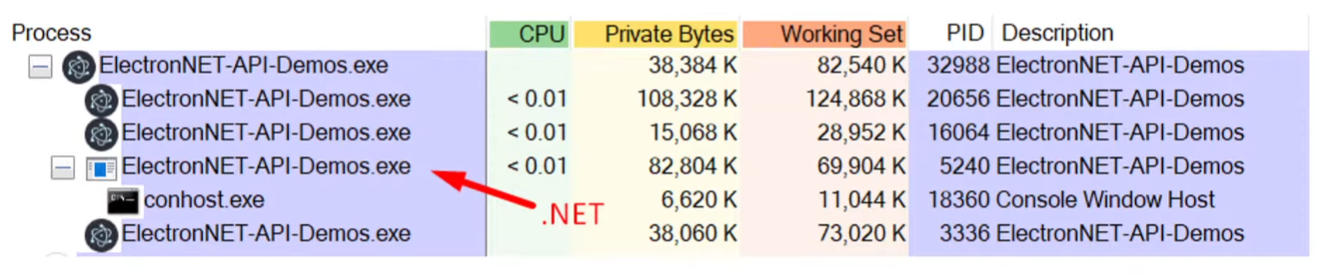 Process CPU Private Bytes Working Set PID Description
ElectronNET-API-Demos.exe 38,384 K 82,540 K 32988 ElectronNET-API-Demos
ElectronNET-API-Demos.exe < 0.01 108,328 K 124,868 K 20656 ElectronNET-API-Demos
ElectronNET-API-Demos.exe < 0.01 15,068 K 28,952 K 16064 ElectronNET-API-Demos
ElectronNET-API-Demos.exe < 0.01 82,804 K 69,904 K 5240 ElectronNET-API-Demos
conhost.exe 6,620 K 11,044 K 18360 Console Window Host
.NET
ElectronNET-API-Demos.exe 38,060 K 73,020 K 3336 ElectronNET-API-Demos